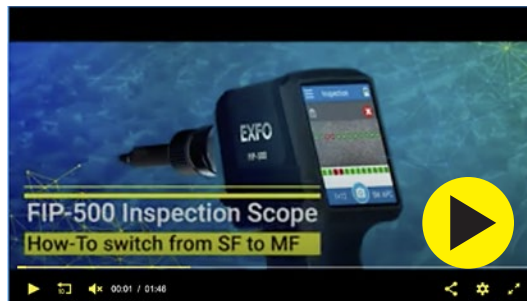 Inspection
EXFO
FIP-500
FIP-500 Inspection Scope
How-To switch from SF to MF
10
00:01 / 01:46